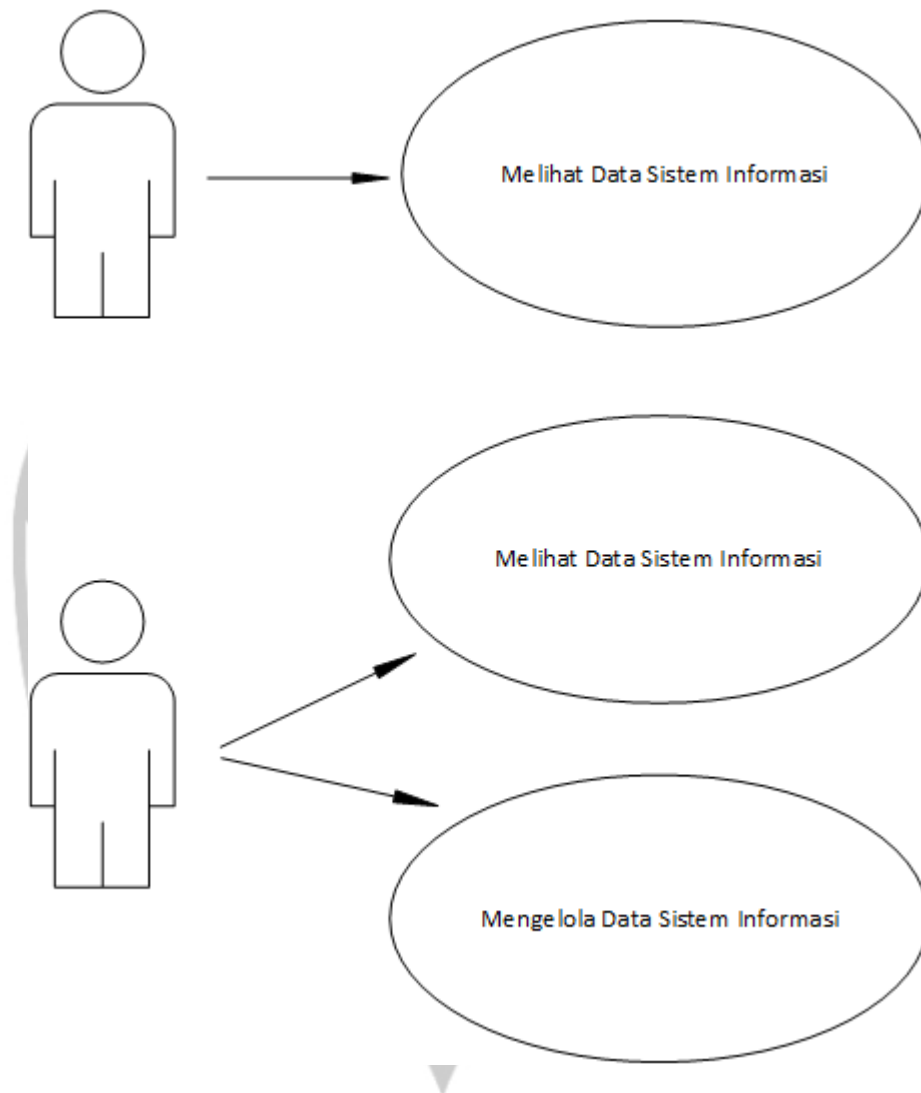 Melihat Data Sistem Informasi
Melihat Data Sistem Informasi
Mengelola Data Sistem Informasi